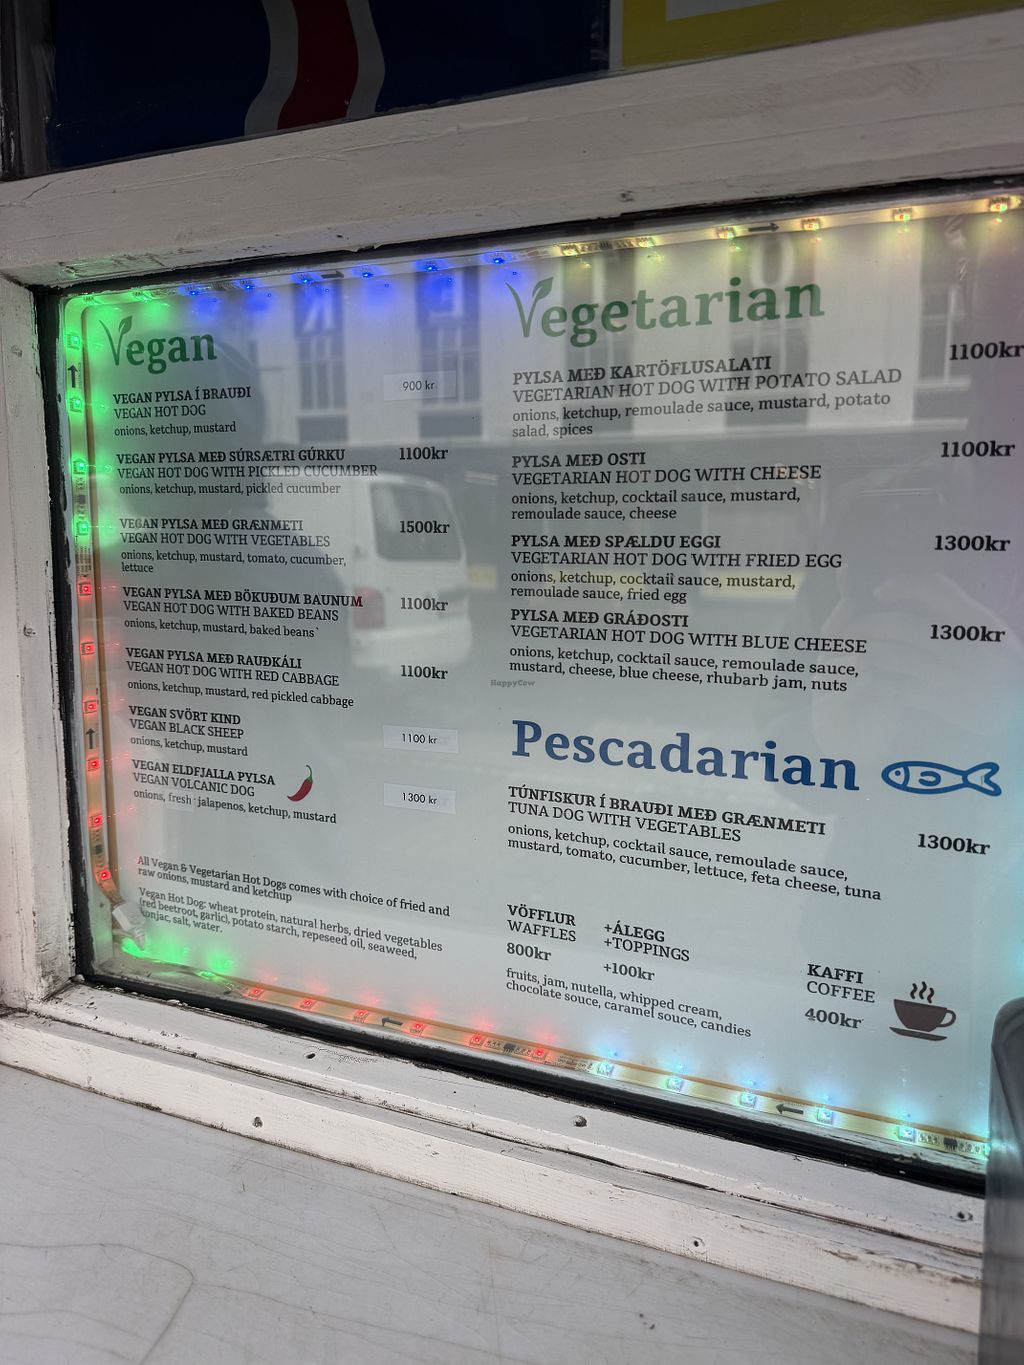 Vegan
VEGAN PYLSA Í BRAUÐI
900 kr
VEGAN HOT DOG
onions, ketchup, mustard
VEGAN PYLSA MEÐ SÚRSÆTRI GÚRKU
1100kr
VEGAN HOT DOG WITH PICKLED CUCUMBER
onions, ketchup, mustard, pickled cucumber
VEGAN PYLSA MEÐ GRÆNMETI
1500kr
VEGAN HOT DOG WITH VEGETABLES
onions, ketchup, mustard, tomato, cucumber,
lettuce
VEGAN PYLSA MEÐ BÖKUÐUM BAUNUM
1100kr
VEGAN HOT DOG WITH BAKED BEANS
onions, ketchup, mustard, baked beans`
VEGAN PYLSA MEÐ RAUÐKÁLI
1100kr
VEGAN HOT DOG WITH RED CABBAGE
onions, ketchup, mustard, red pickled cabbage
VEGAN SVÖRT KIND
1100 kr
VEGAN BLACK SHEEP
onions, ketchup, mustard
VEGAN ELDFJALLA PYLSA
1300 kr
VEGAN VOLCANIC DOG
onions, fresh jalapenos, ketchup, mustard
All Vegan & Vegetarian Hot Dogs comes with choice of fried and
raw onions, mustard and ketchup
Vegan Hot Dog: wheat protein, natural herbs, dried vegetables
(red beetroot, garlic), potato starch, repeseed oil, seaweed,
konjac, salt, water.
Vegetarian
PYLSA MEÐ KARTÖFLUSALATI
1100kr
VEGETARIAN HOT DOG WITH POTATO SALAD
onions, ketchup, remoulade sauce, mustard, potato
salad, spices
PYLSA MEÐ OSTI
1100kr
VEGETARIAN HOT DOG WITH CHEESE
onions, ketchup, cocktail sauce, mustard,
remoulade sauce, cheese
PYLSA MEÐ SPÆLDU EGGI
1300kr
VEGETARIAN HOT DOG WITH FRIED EGG
onions, ketchup, cocktail sauce, mustard,
remoulade sauce, fried egg
PYLSA MEÐ GRÁÐOSTI
1300kr
VEGETARIAN HOT DOG WITH BLUE CHEESE
onions, ketchup, cocktail sauce, remoulade sauce,
mustard, cheese, blue cheese, rhubarb jam, nuts
HappyCow
Pescadarian
TÚNFISKUR Í BRAUÐI MEÐ GRÆNMETI
1300kr
TUNA DOG WITH VEGETABLES
onions, ketchup, cocktail sauce, remoulade sauce,
mustard, tomato, cucumber, lettuce, feta cheese, tuna
VÖFFLUR
WAFFLES
800kr
+ÁLEGG
+TOPPINGS
+100kr
fruits, jam, nutella, whipped cream,
chocolate souce, caramel souce, candies
KAFFI
COFFEE
400kr